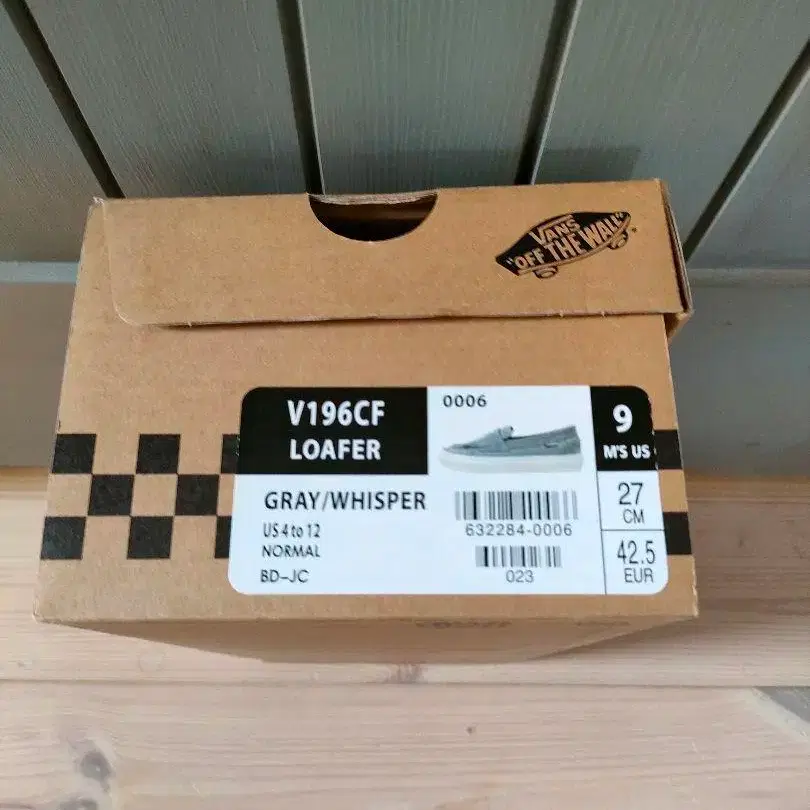 VANS
"OFF THE WALL"
V196CF
LOAFER
0006
9
M'S US
GRAY/WHISPER
US 4 to 12
NORMAL
BD-JC
632284-0006
023
27
CM
42.5
EUR